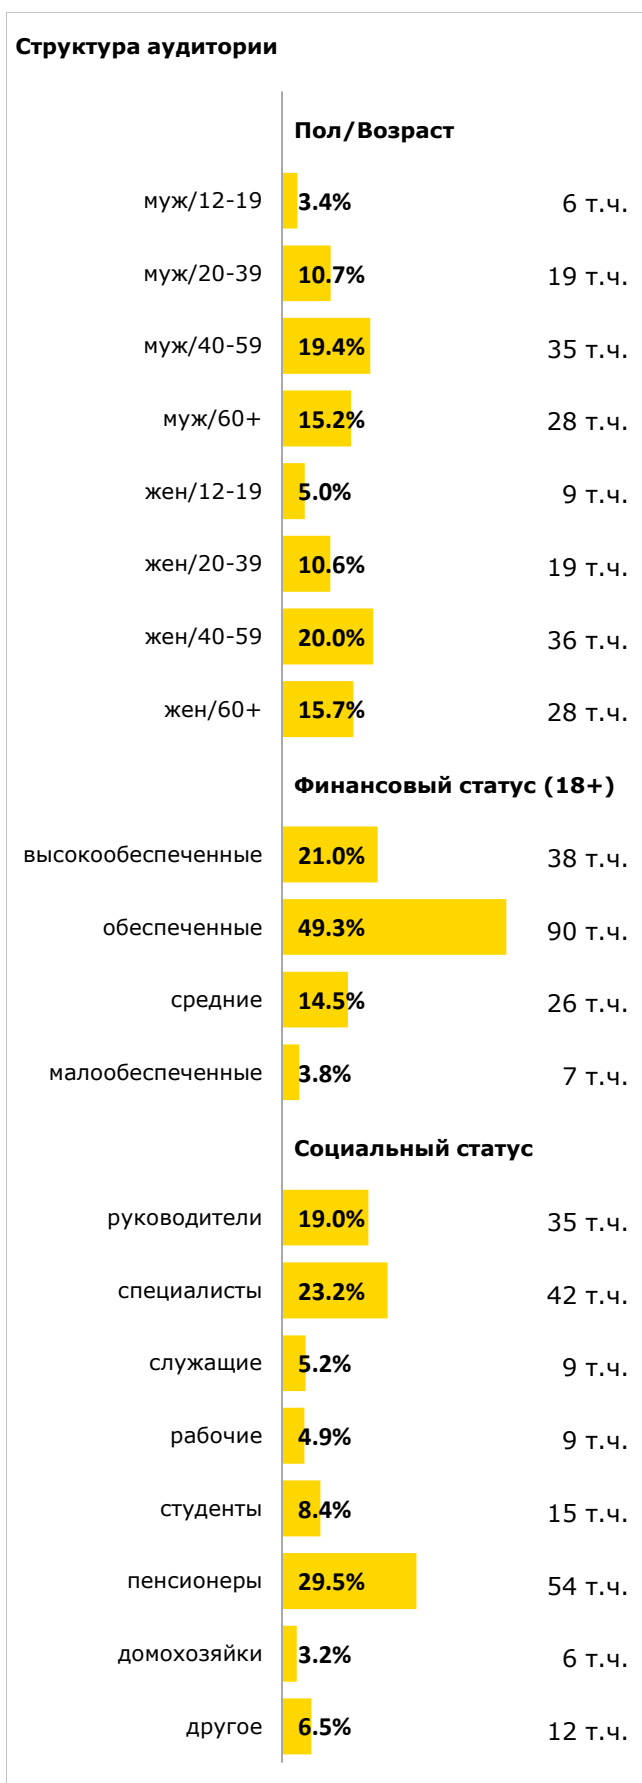 Структура аудитории
Пол/Возраст
муж/12-19 3.4% 6 т.ч.
муж/20-39 10.7% 19 т.ч.
муж/40-59 19.4% 35 т.ч.
муж/60+ 15.2% 28 т.ч.
жен/12-19 5.0% 9 т.ч.
жен/20-39 10.6% 19 т.ч.
жен/40-59 20.0% 36 т.ч.
жен/60+ 15.7% 28 т.ч.
Финансовый статус (18+)
высокообеспеченные 21.0% 38 т.ч.
обеспеченные 49.3% 90 т.ч.
средние 14.5% 26 т.ч.
малообеспеченные 3.8% 7 т.ч.
Социальный статус
руководители 19.0% 35 т.ч.
специалисты 23.2% 42 т.ч.
служащие 5.2% 9 т.ч.
рабочие 4.9% 9 т.ч.
студенты 8.4% 15 т.ч.
пенсионеры 29.5% 54 т.ч.
домохозяйки 3.2% 6 т.ч.
другое 6.5% 12 т.ч.